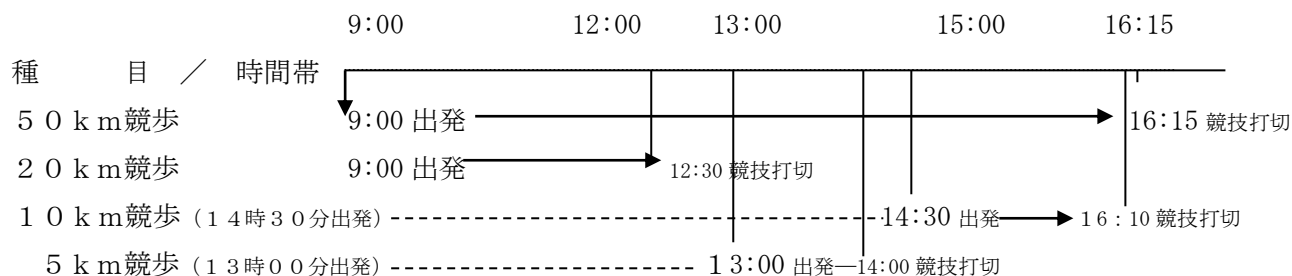 9:00 12:00 13:00 15:00 16:15
種 目 / 時間帯
50km競歩 9:00 出発 16:15 競技打切
20km競歩 9:00 出発 12:30 競技打切
10km競歩(14時30分出発) 14:30 出発 16:10 競技打切
5km競歩(13時00分出発) 13:00 出発―14:00 競技打切